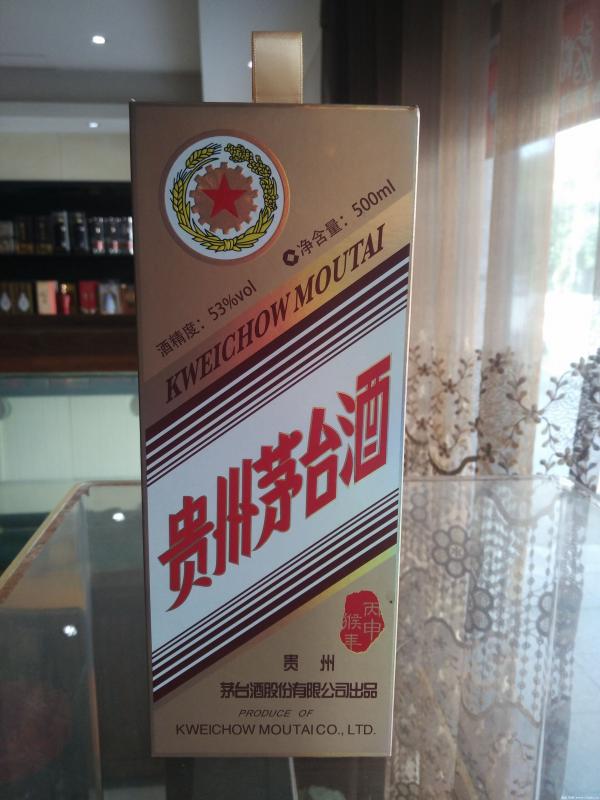 净含量：500ml
酒精度：53%vol
KWEICHOW MOUTAI
贵州茅台酒
丙申
猴年
贵 州
茅台酒股份有限公司出品
PRODUCE OF
KWEICHOW MOUTAI CO., LTD.